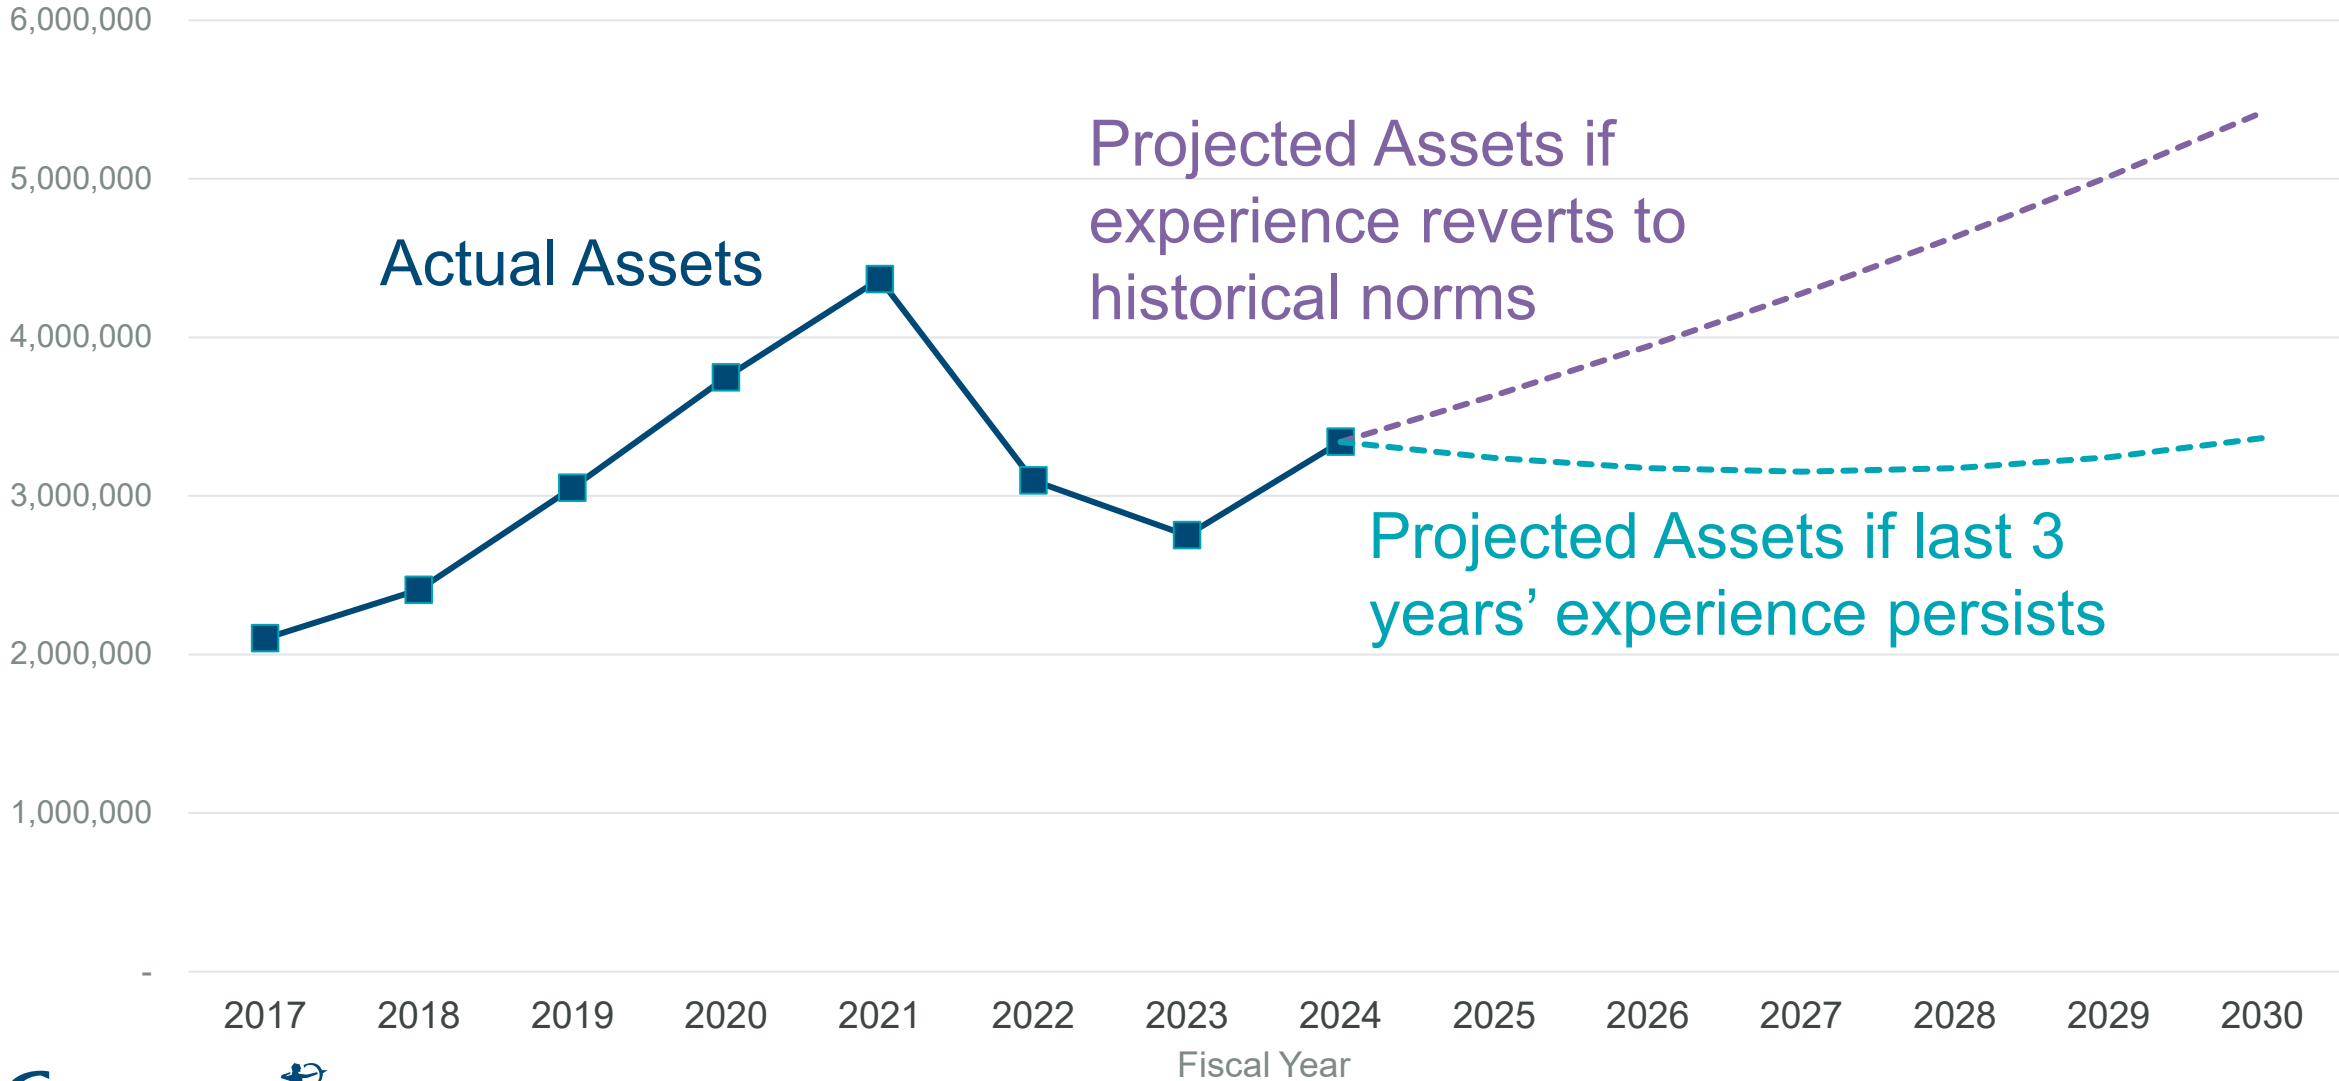 6,000,000
5,000,000
4,000,000
3,000,000
2,000,000
1,000,000
-
Actual Assets
Projected Assets if
experience reverts to
historical norms
Projected Assets if last 3
years’ experience persists
2017 2018 2019 2020 2021 2022 2023 2024 2025 2026 2027 2028 2029 2030
Fiscal Year